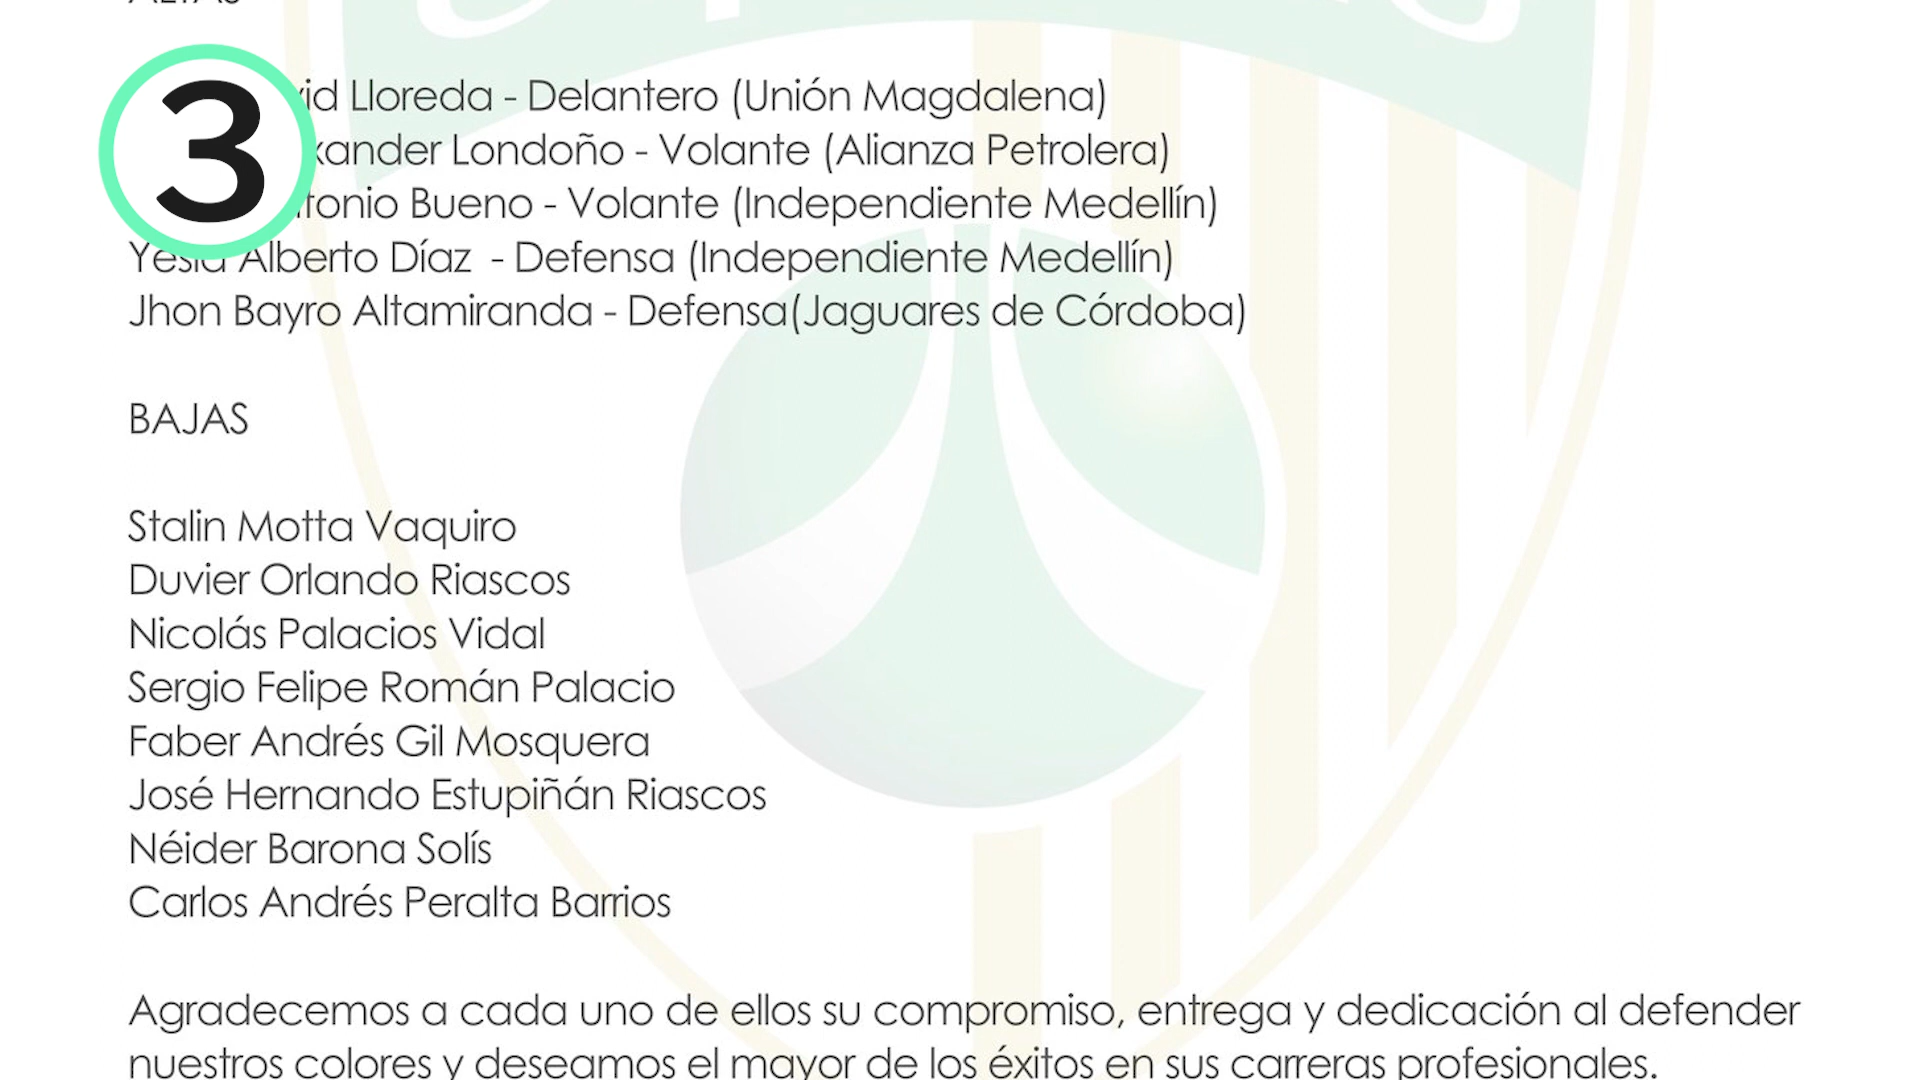 3
Lloreda - Delantero (Unión Magdalena)
Londoño - Volante (Alianza Petrolera)
Bueno - Volante (Independiente Medellín)
Yesid Alberto Díaz - Defensa (Independiente Medellín)
Jhon Bayro Altamiranda - Defensa(Jaguares de Córdoba)
BAJAS
Stalin Motta Vaquiro
Duvier Orlando Riascos
Nicolás Palacios Vidal
Sergio Felipe Román Palacio
Faber Andrés Gil Mosquera
José Hernando Estupiñán Riascos
Néider Barona Solís
Carlos Andrés Peralta Barrios
Agradecemos a cada uno de ellos su compromiso, entrega y dedicación al defender
nuestros colores y deseamos el mayor de los éxitos en sus carreras profesionales.